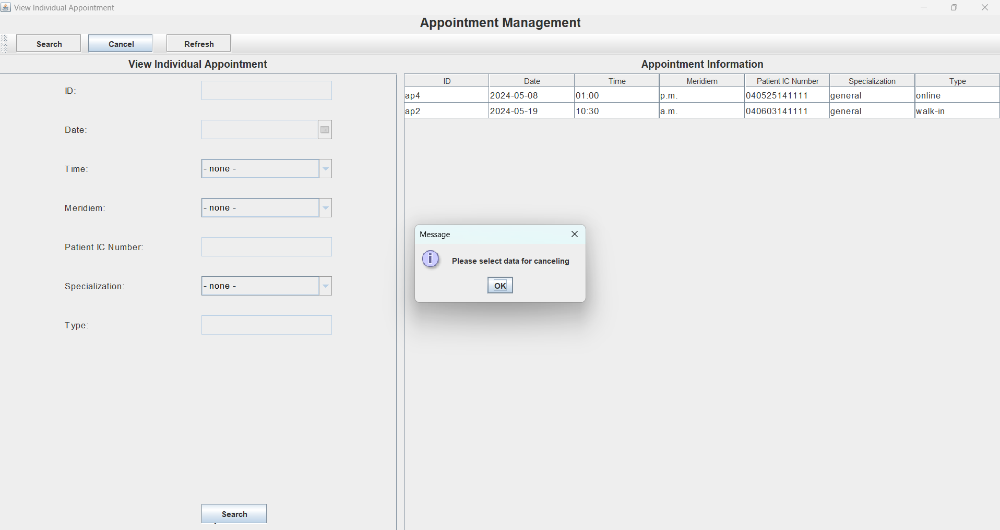 View Individual Appointment
Appointment Management
Search Cancel Refresh
View Individual Appointment
Appointment Information
ID:
Date:
Time: - none -
Meridiem: - none -
Patient IC Number:
Specialization: - none -
Type:
Search
ID Date Time Meridiem Patient IC Number Specialization Type
ap4 2024-05-08 01:00 p.m. 040525141111 general online
ap2 2024-05-19 10:30 a.m. 040603141111 general walk-in
Message
i Please select data for canceling
OK